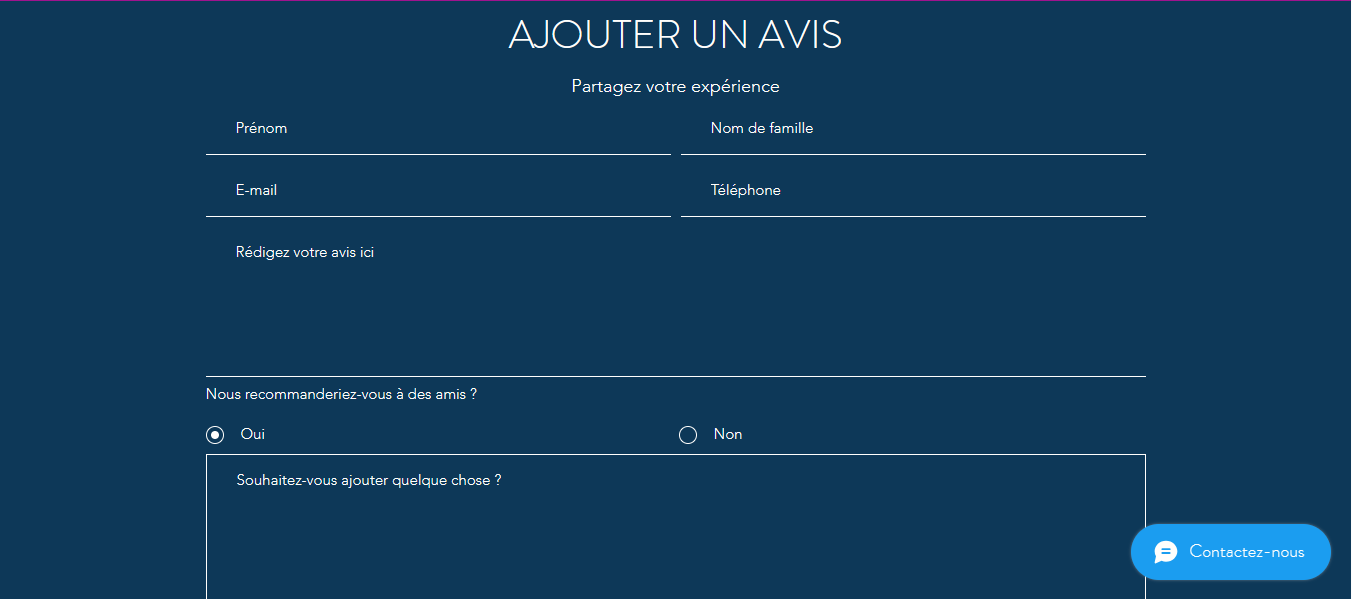 AJOUTER UN AVIS
Partagez votre expérience
Prénom
Nom de famille
E-mail
Téléphone
Rédigez votre avis ici
Nous recommanderiez-vous à des amis ?
Oui
Non
Souhaitez-vous ajouter quelque chose ?
Contactez-nous